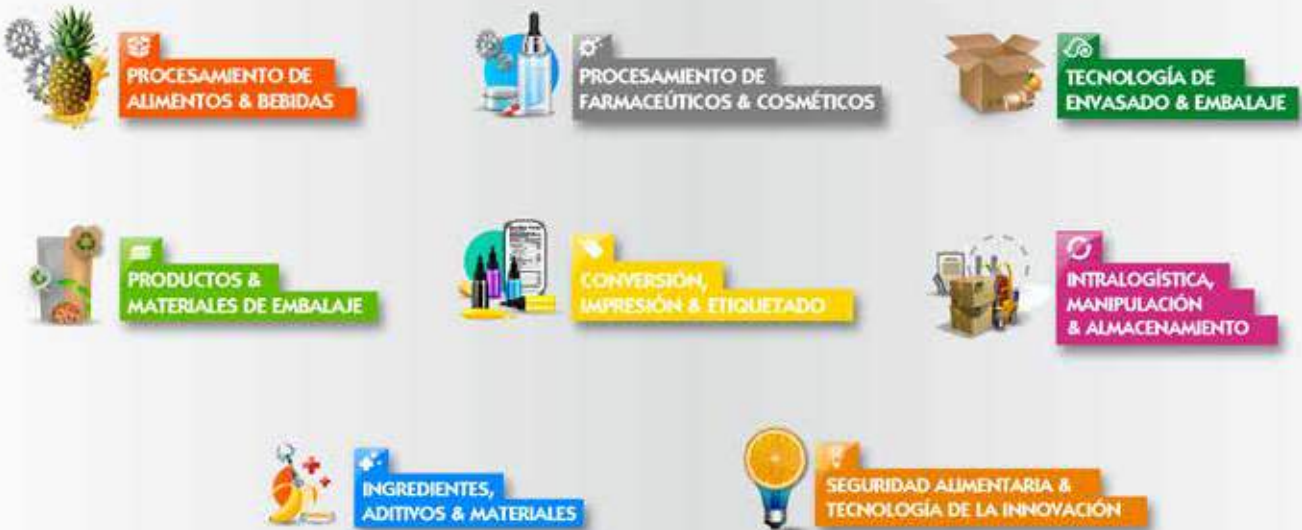 PROCESAMIENTO DE
ALIMENTOS & BEBIDAS
PROCESAMIENTO DE
FARMACEÚTICOS & COSMÉTICOS
TECNOLOGÍA DE
ENVASADO & EMBALAJE
PRODUCTOS &
MATERIALES DE EMBALAJE
CONVERSIÓN,
IMPRESIÓN & ETIQUETADO
INTRALOGÍSTICA,
MANIPULACIÓN
& ALMACENAMIENTO
INGREDIENTES,
ADITIVOS & MATERIALES
SEGURIDAD ALIMENTARIA &
TECNOLOGÍA DE LA INNOVACIÓN